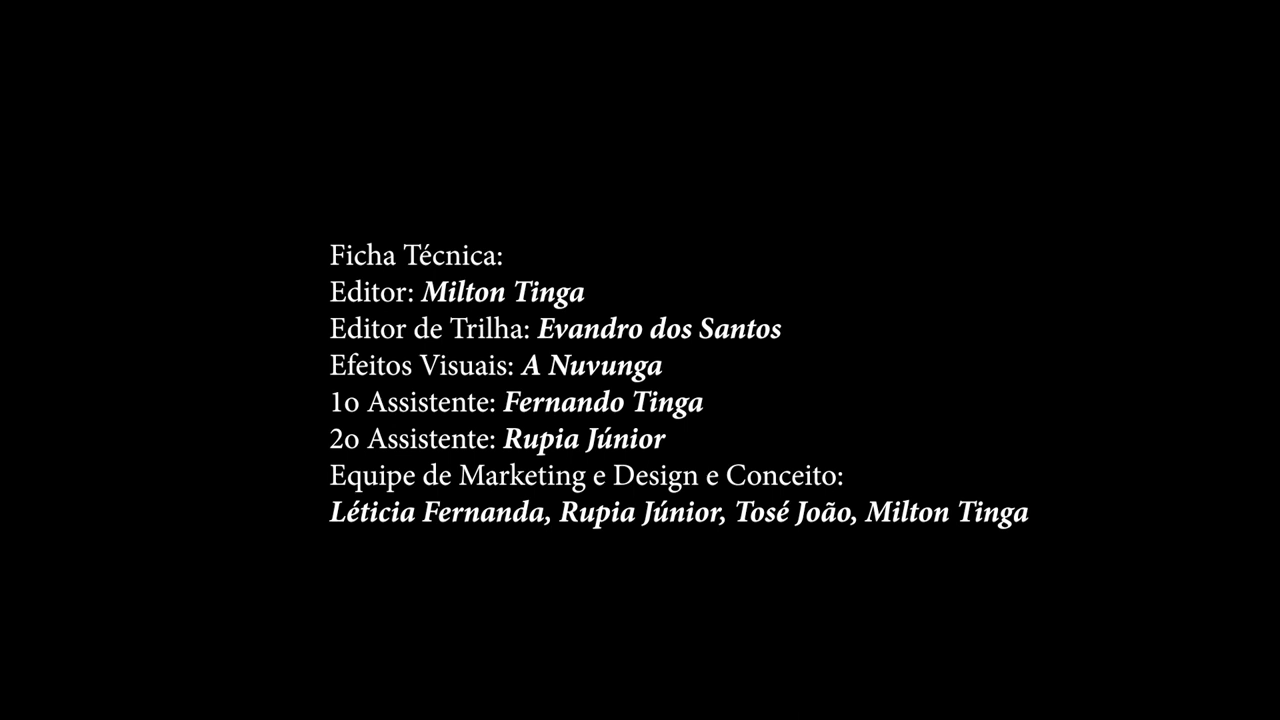 Ficha Técnica:
Editor: Milton Tinga
Editor de Trilha: Evandro dos Santos
Efeitos Visuais: A Nuvunga
1o Assistente: Fernando Tinga
2o Assistente: Rupia Júnior
Equipe de Marketing e Design e Conceito:
Léticia Fernanda, Rupia Júnior, Tosé João, Milton Tinga